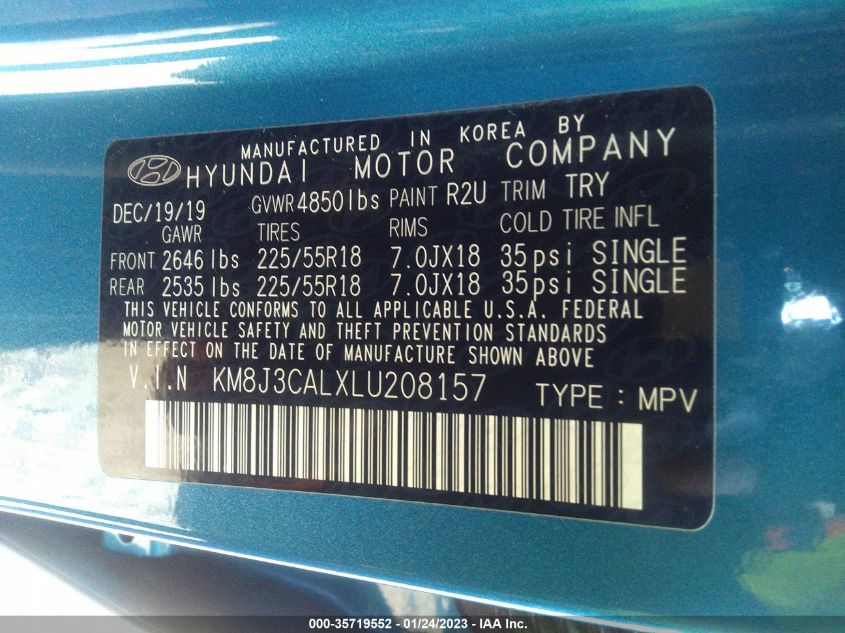 MANUFACTURED IN KOREA BY
HYUNDAI MOTOR COMPANY
DEC/19/19 GVWR 4850lbs PAINT R2U TRIM TRY
GAWR TIRES RIMS COLD TIRE INFL
FRONT 2646 lbs 225/55R18 7.0JX18 35psi SINGLE
REAR 2535 lbs 225/55R18 7.0JX18 35psi SINGLE
THIS VEHICLE CONFORMS TO ALL APPLICABLE U.S.A. FEDERAL
MOTOR VEHICLE SAFETY AND THEFT PREVENTION STANDARDS
IN EFFECT ON THE DATE OF MANUFACTURE SHOWN ABOVE
V.I.N KM8J3CALXLU208157 TYPE : MPV
000-35719552 — 01/24/2023 — IAA Inc.